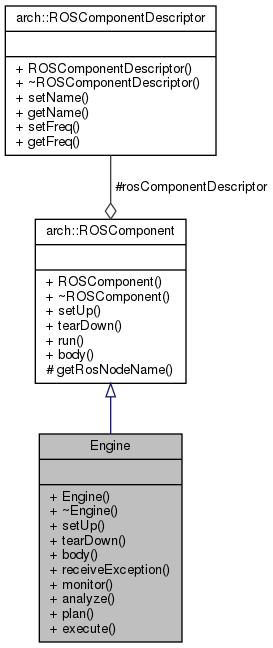 arch::ROSComponentDescriptor
+ ROSComponentDescriptor()
+ ~ROSComponentDescriptor()
+ setName()
+ getName()
+ setFreq()
+ getFreq()
#rosComponentDescriptor
arch::ROSComponent
+ ROSComponent()
+ ~ROSComponent()
+ setUp()
+ tearDown()
+ run()
+ body()
# getRosNodeName()
Engine
+ Engine()
+ ~Engine()
+ setUp()
+ tearDown()
+ body()
+ receiveException()
+ monitor()
+ analyze()
+ plan()
+ execute()